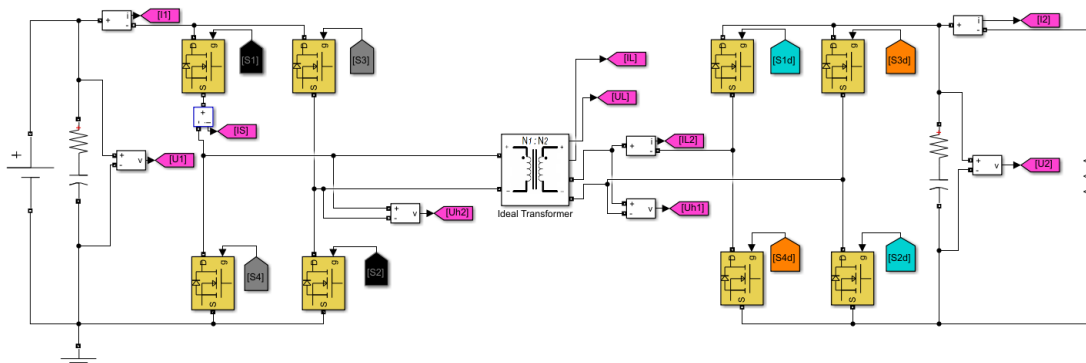 [I1]
[S1]
[S3]
[IS]
[U1]
[S4]
[S2]
[Uh2]
N1 : N2
Ideal Transformer
[IL]
[UL]
[IL2]
[Uh1]
[S1d]
[S3d]
[I2]
[U2]
[S4d]
[S2d]
+
-
i
v
g
D
S